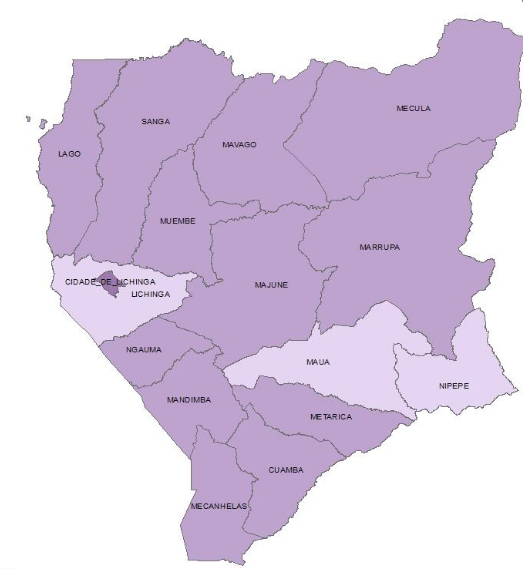 MECULA
SANGA
MAVAGO
LAGO
MUEMBE
MARRUPA
CIDADE_DE_LICHINGA
MAJUNE
LICHINGA
NGAUMA
MAUA
NIPEPE
MANDIMBA
METARICA
CUAMBA
MECANHELAS